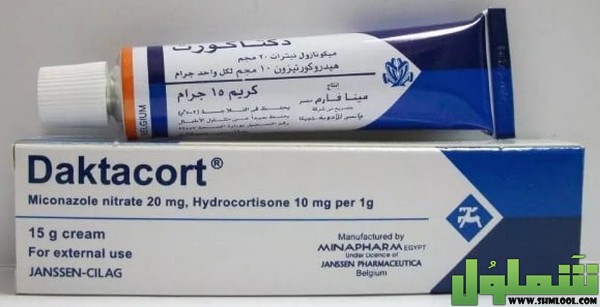 دكتاكورت
ميكونازول نيترات ٢٠ مجم
هيدروكورتيزون ١٠ مجم لكل واحد جرام
كريم ١٥ جرام
إنتاج
مينا فارم مصر
BELGIUM
Daktacort®
Miconazole nitrate 20 mg, Hydrocortisone 10 mg per 1g
15 g cream
For external use
JANSSEN-CILAG
Manufactured by
MINAPHARM EGYPT
Under Licence of
JANSSEN PHARMACEUTICA
Belgium
شملول
WWW.SHMLOOL.COM